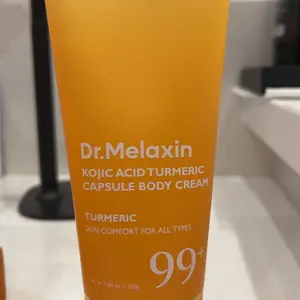 Dr.Melaxin
KOJIC ACID TURMERIC
CAPSULE BODY CREAM
TURMERIC
SKIN COMFORT FOR ALL TYPES
99+